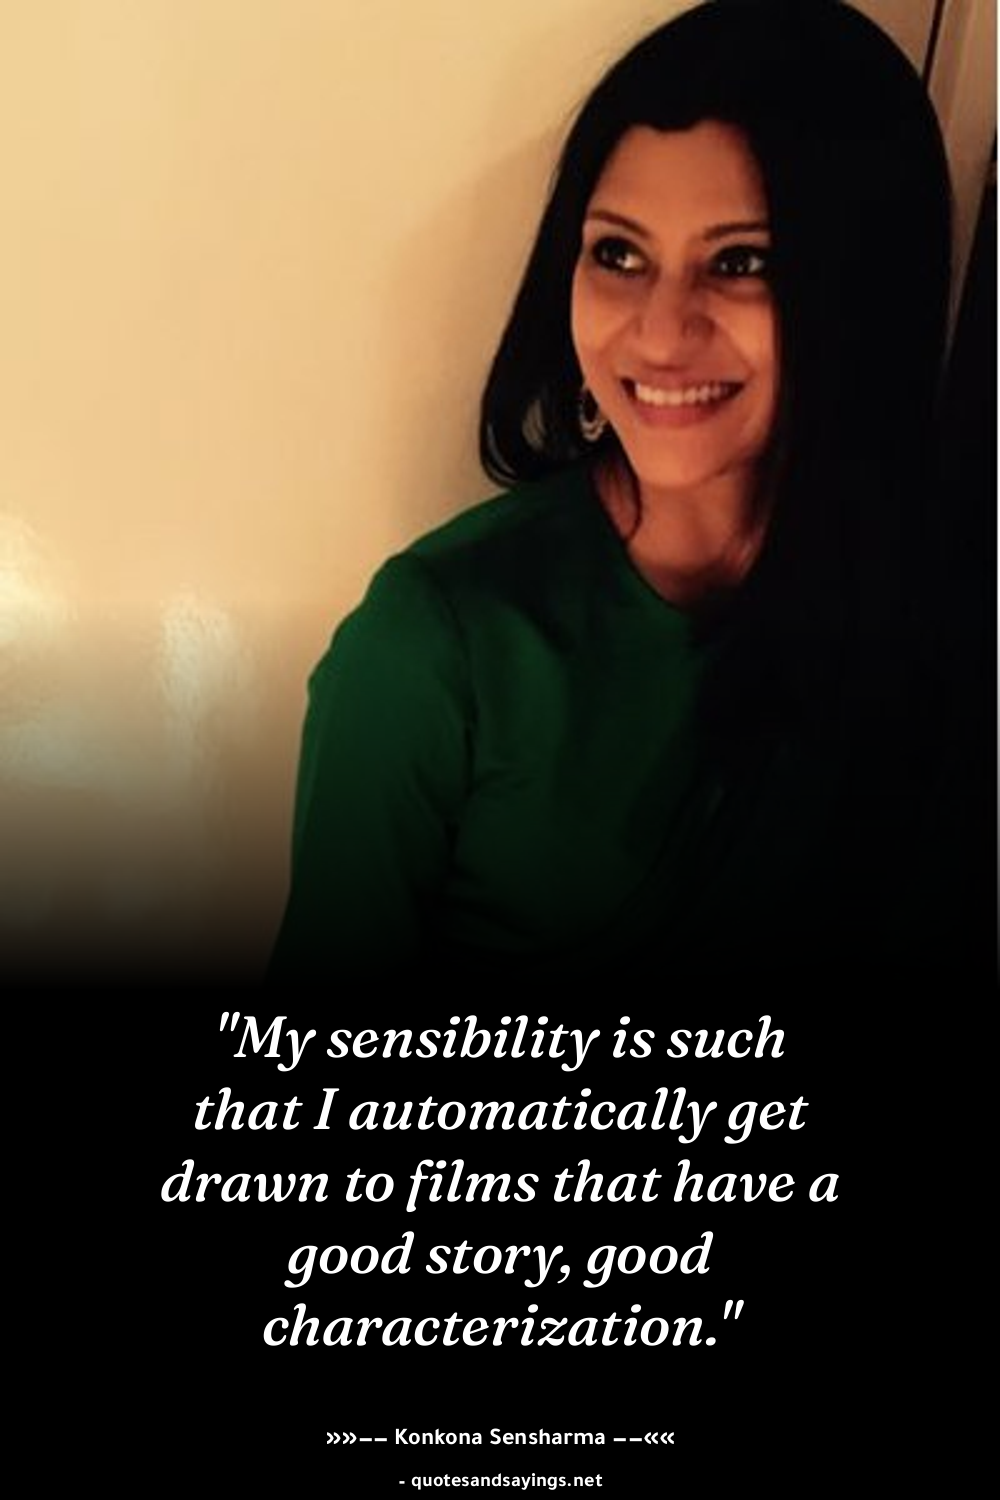 "My sensibility is such
that I automatically get
drawn to films that have a
good story, good
characterization."
»»–– Konkona Sensharma ––««
- quotesandsayings.net